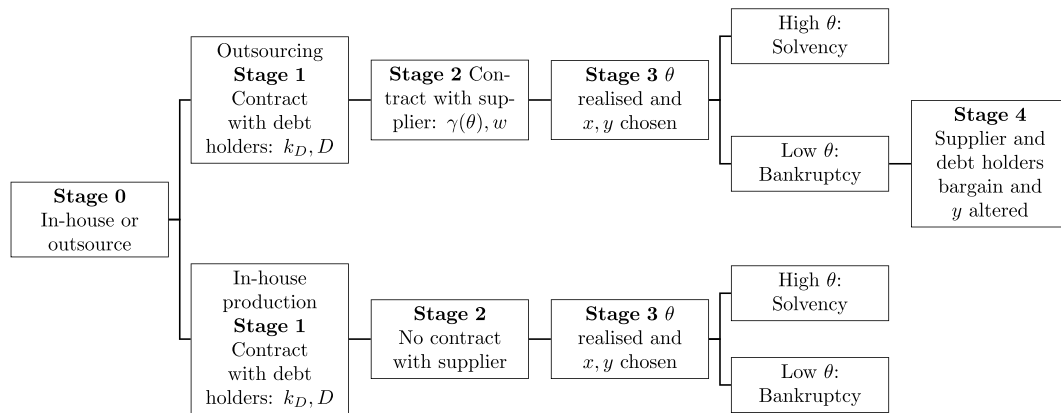 Stage 0
In-house or
outsource
Outsourcing
Stage 1
Contract
with debt
holders: k_D, D
Stage 2 Con-
tract with sup-
plier: γ(θ), w
Stage 3 θ
realised and
x, y chosen
High θ:
Solvency
Low θ:
Bankruptcy
Stage 4
Supplier and
debt holders
bargain and
y altered
In-house
production
Stage 1
Contract
with debt
holders: k_D, D
Stage 2
No contract
with supplier
Stage 3 θ
realised and
x, y chosen
High θ:
Solvency
Low θ:
Bankruptcy